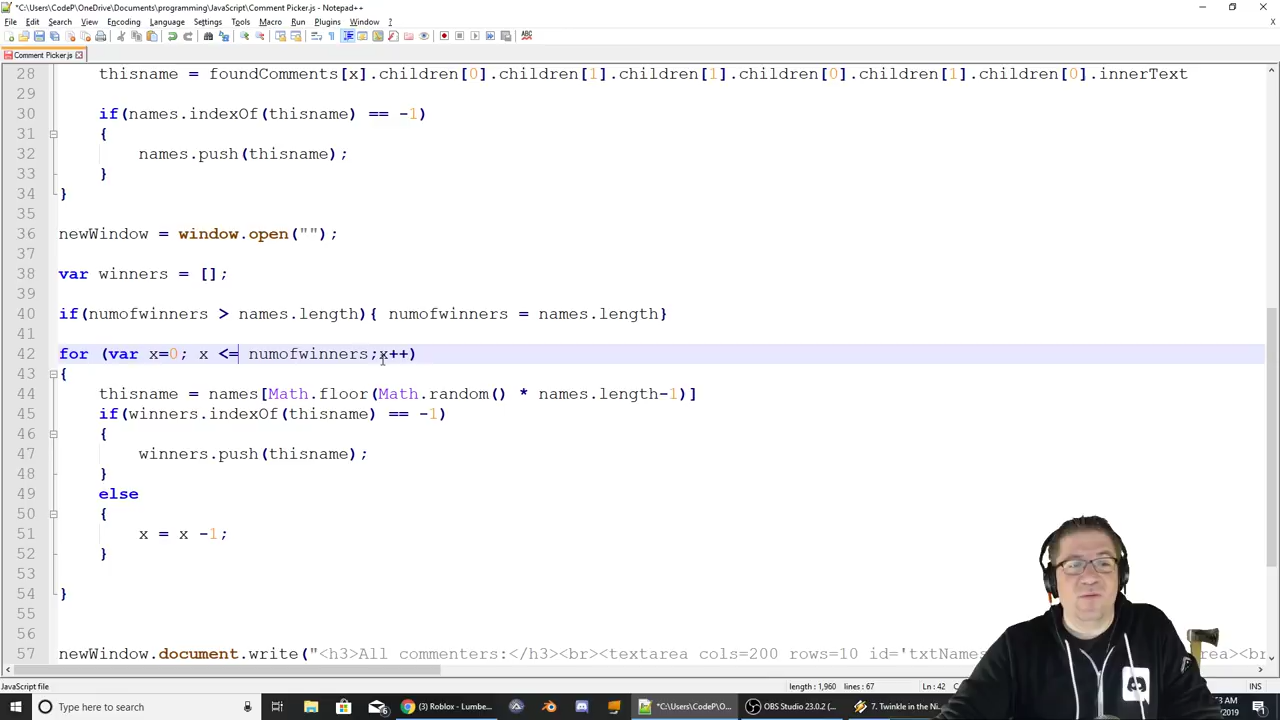 *C:\Users\CodeP\OneDrive\Documents\programming\JavaScript\Comment Picker.js - Notepad++
File Edit Search View Encoding Language Settings Tools Macro Run Plugins Window ?
X
Comment Picker.js
28 thisname = foundComments[x].children[0].children[1].children[1].children[0].children[1].children[0].innerText
29
30 if(names.indexOf(thisname) == -1)
31 {
32 names.push(thisname);
33 }
34 }
35
36 newWindow = window.open("");
37
38 var winners = [];
39
40 if(numofwinners > names.length){ numofwinners = names.length}
41
42 for (var x=0; x <= numofwinners;x++)
43 {
44 thisname = names[Math.floor(Math.random() * names.length-1)]
45 if(winners.indexOf(thisname) == -1)
46 {
47 winners.push(thisname);
48 }
49 else
50 {
51 x = x -1;
52 }
53
54 }
55
56
57 newWindow.document.write("<h3>All commenters:</h3><br><textarea cols=200 rows=10 id='txtNames
area><br
JavaScript file length : 1,960 lines : 67 Ln : 42 INS
Type here to search
(3) Roblox - Lumbe...
*C:\Users\CodeP\O...
OBS Studio 23.0.2 (...
7. Twinkle in the Ni...